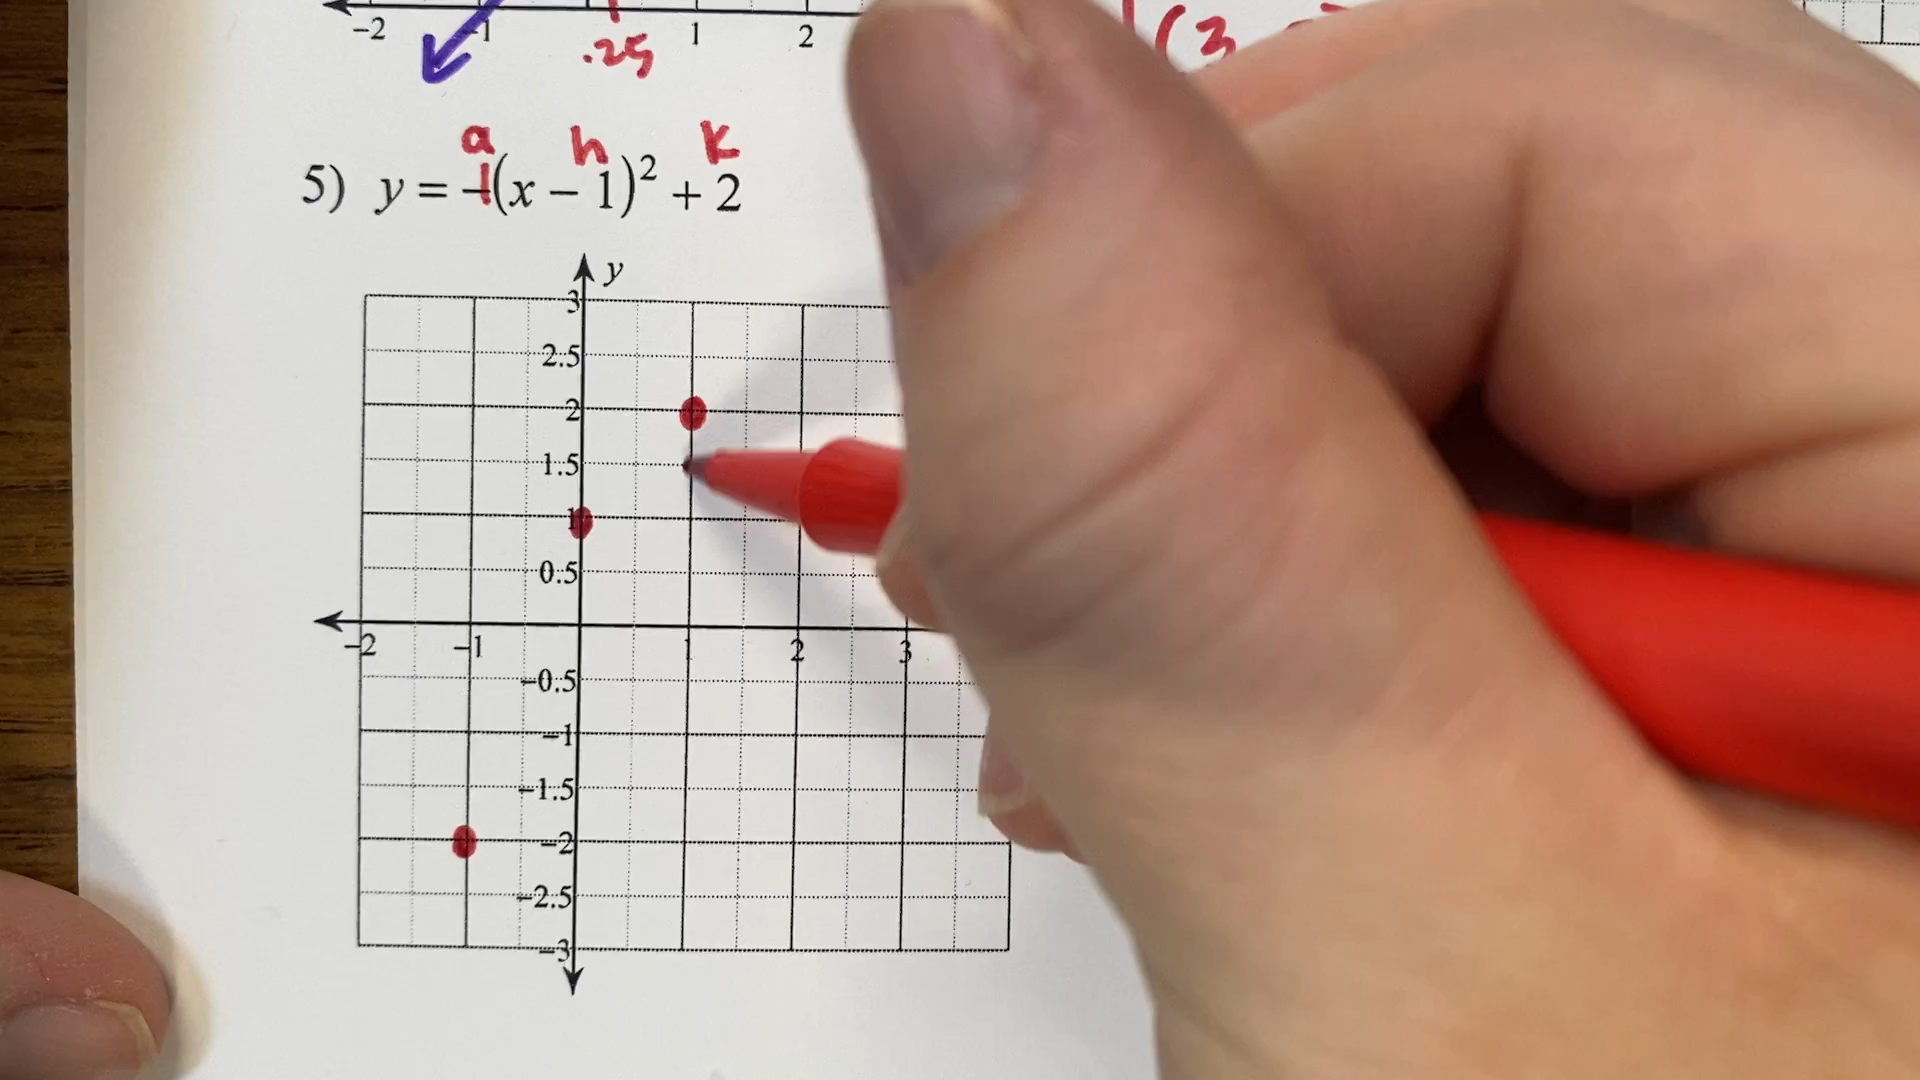 -2 -1 1 2
.25 (3
a h k
5) y = -1(x − 1)² + 2
y
3
2.5
2
1.5
1
0.5
-2 -1 1 2 3
-0.5
-1
-1.5
-2
-2.5
-3